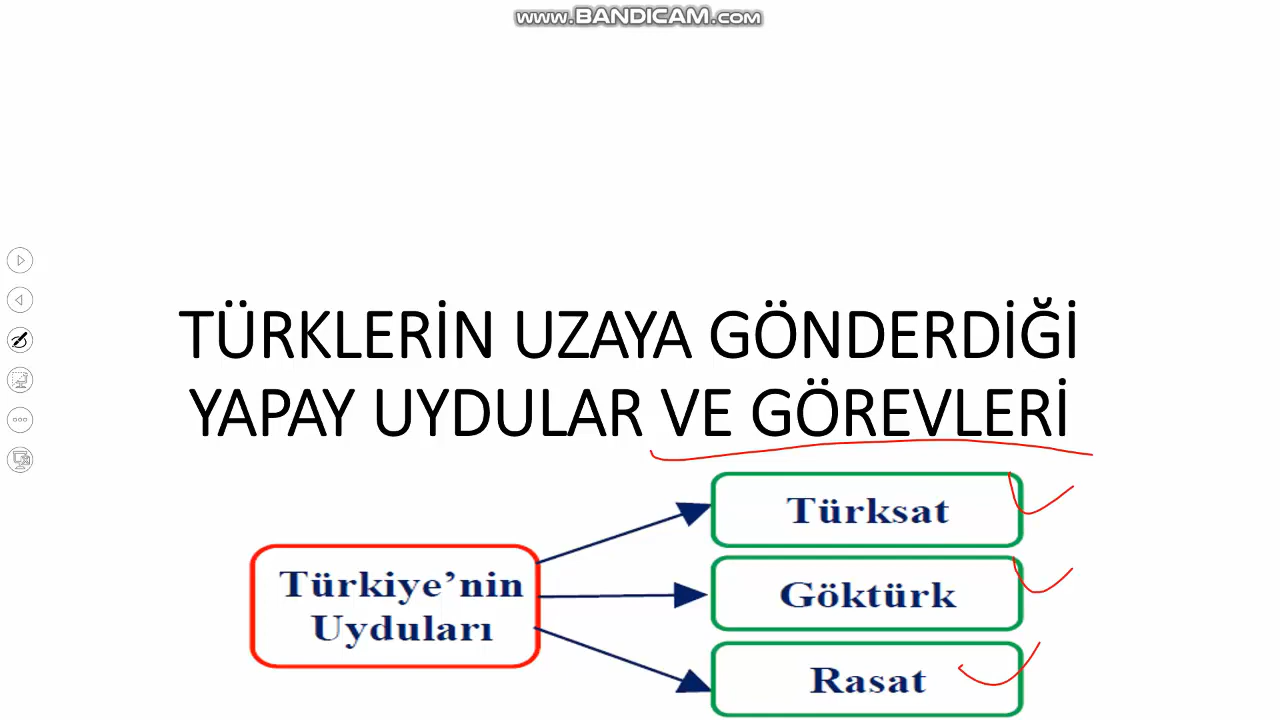 www.BANDICAM.com
TÜRKLERİN UZAYA GÖNDERDİĞİ
YAPAY UYDULAR VE GÖREVLERİ
Türkiye’nin
Uyduları
Türksat
Göktürk
Rasat